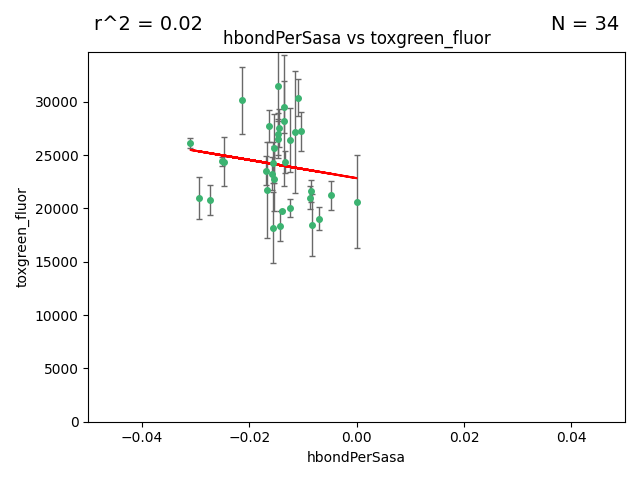 r^2 = 0.02
N = 34
hbondPerSasa vs toxgreen_fluor
30000
25000
20000
15000
10000
5000
0
toxgreen_fluor
−0.04
−0.02
0.00
0.02
0.04
hbondPerSasa